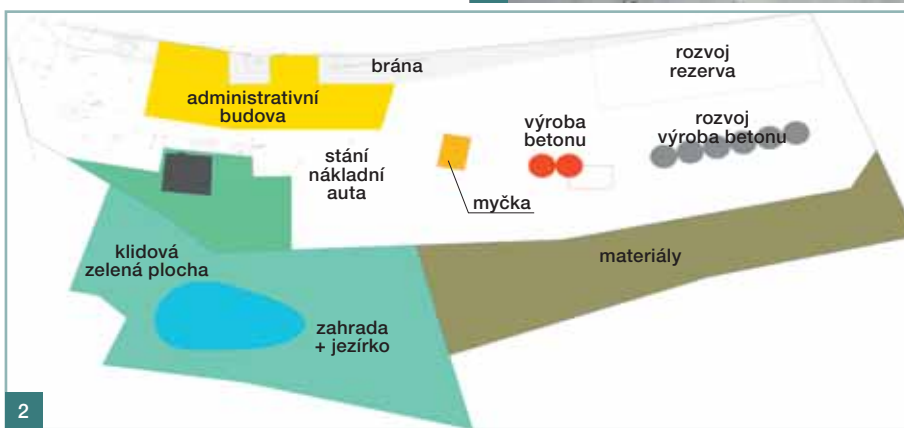 brána
rozvoj
rezerva
administrativní
budova
výroba
betonu
rozvoj
výroba betonu
stání
nákladní
auta
myčka
klidová
zelená plocha
materiály
zahrada
+ jezírko
2